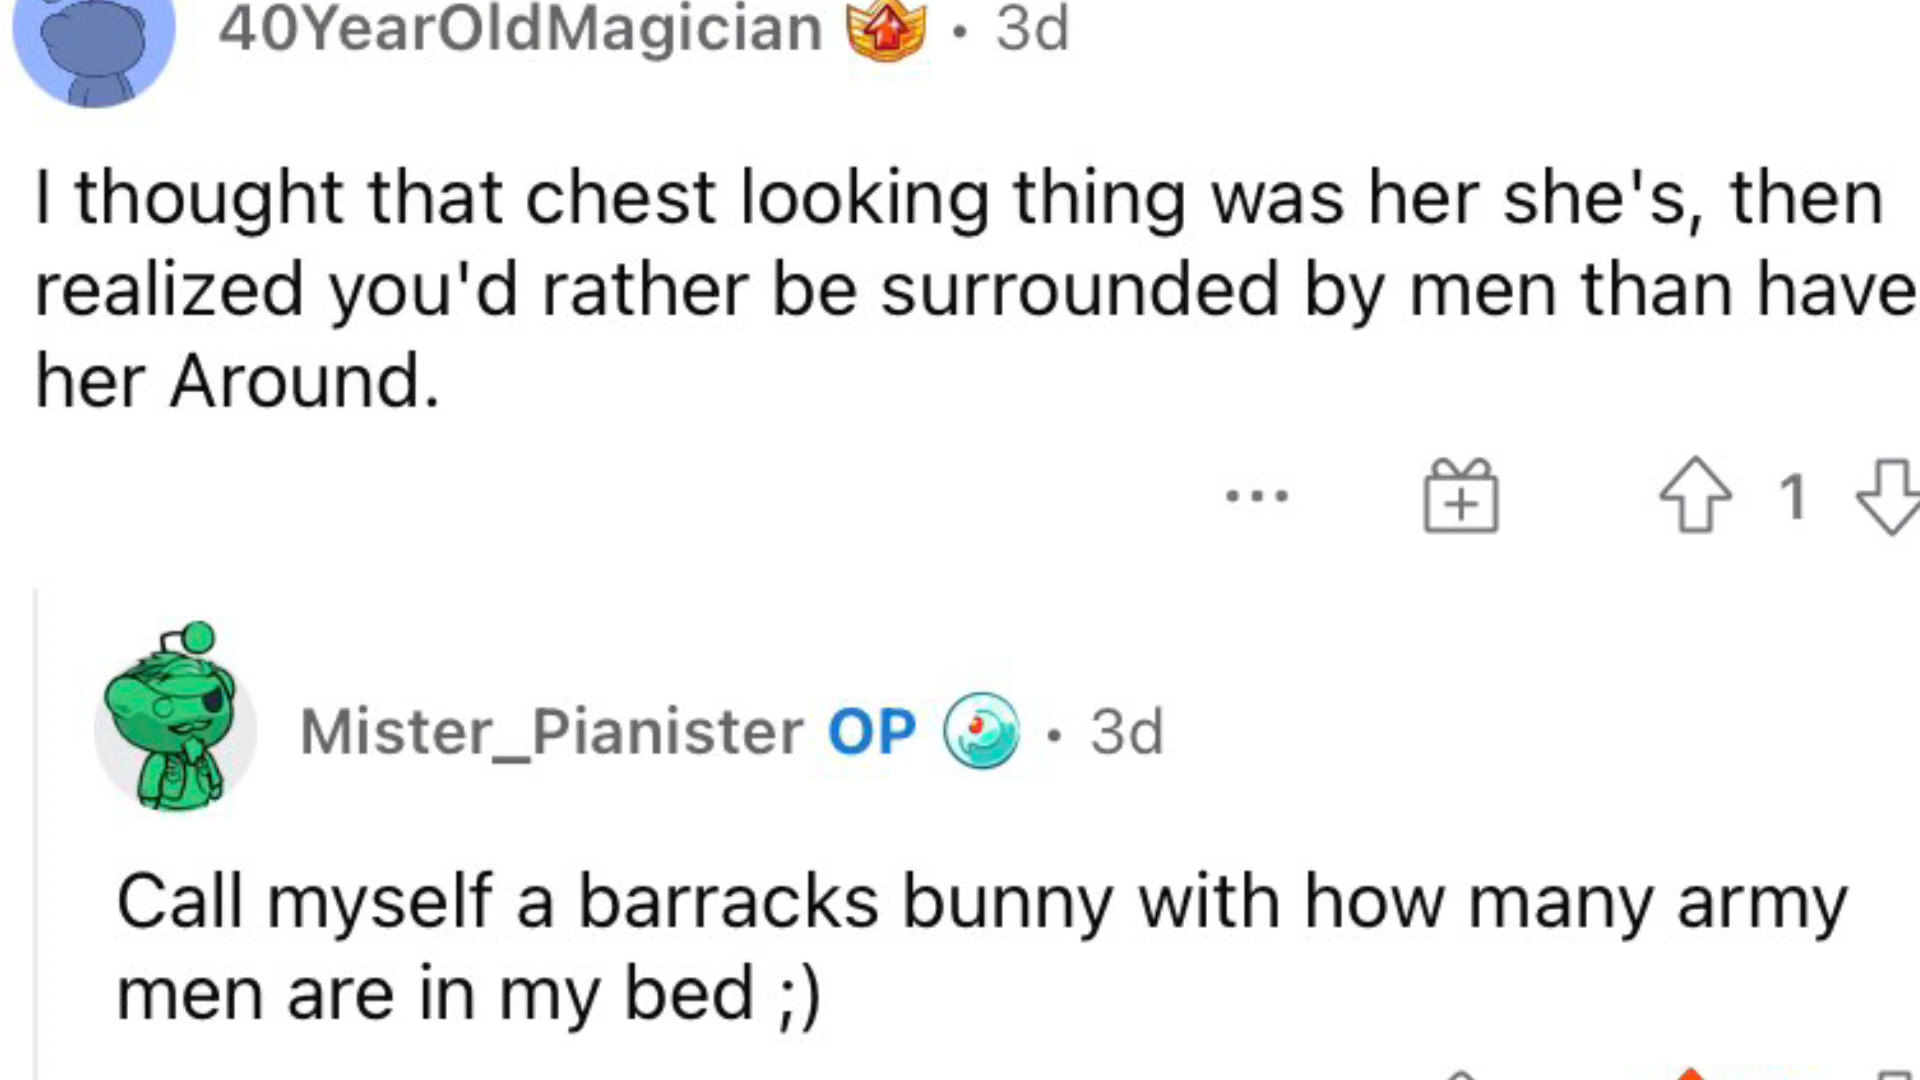 40YearOldMagician • 3d
I thought that chest looking thing was her she's, then
realized you'd rather be surrounded by men than have
her Around.
... 1
Mister_Pianister OP • 3d
Call myself a barracks bunny with how many army
men are in my bed ;)